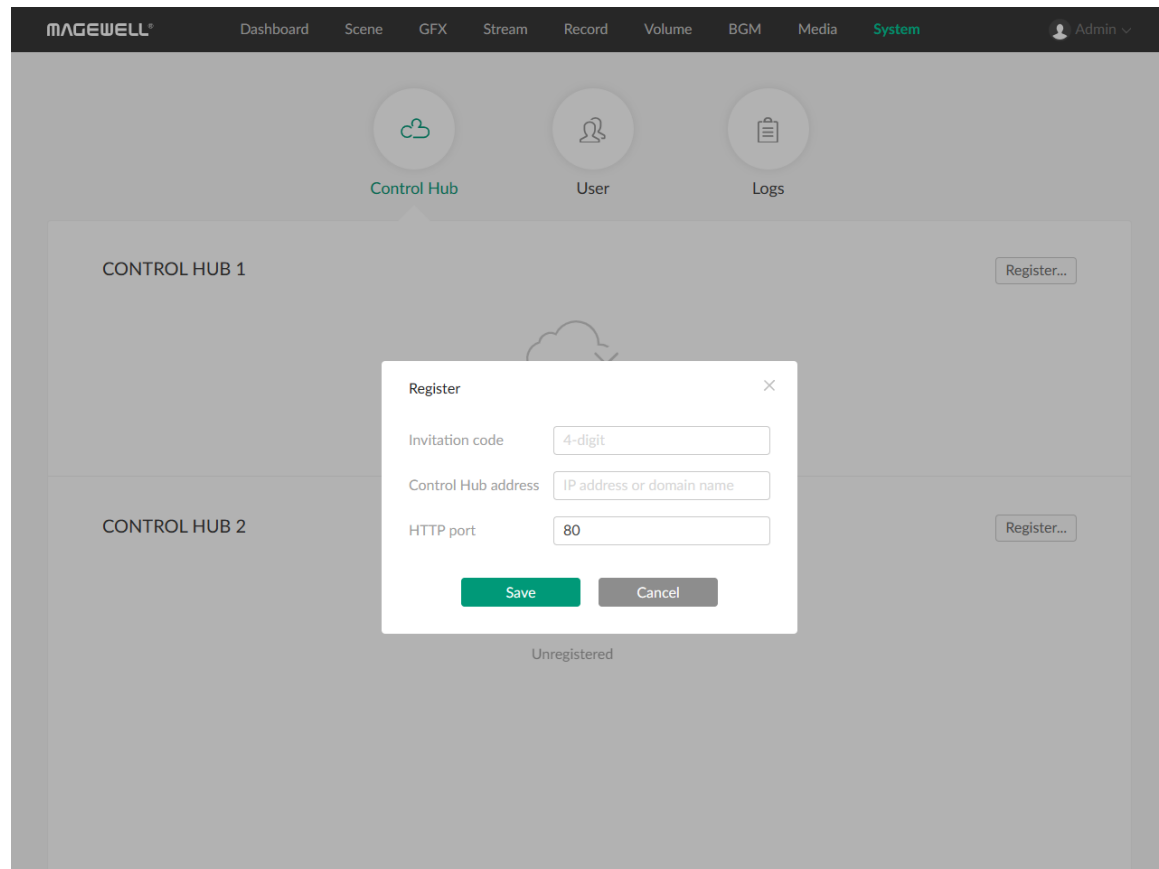 MAGEWELL® Dashboard Scene GFX Stream Record Volume BGM Media System Admin
Control Hub User Logs
CONTROL HUB 1 Register...
Register
Invitation code 4-digit
Control Hub address IP address or domain name
HTTP port 80
Save Cancel
CONTROL HUB 2 Register...
Unregistered